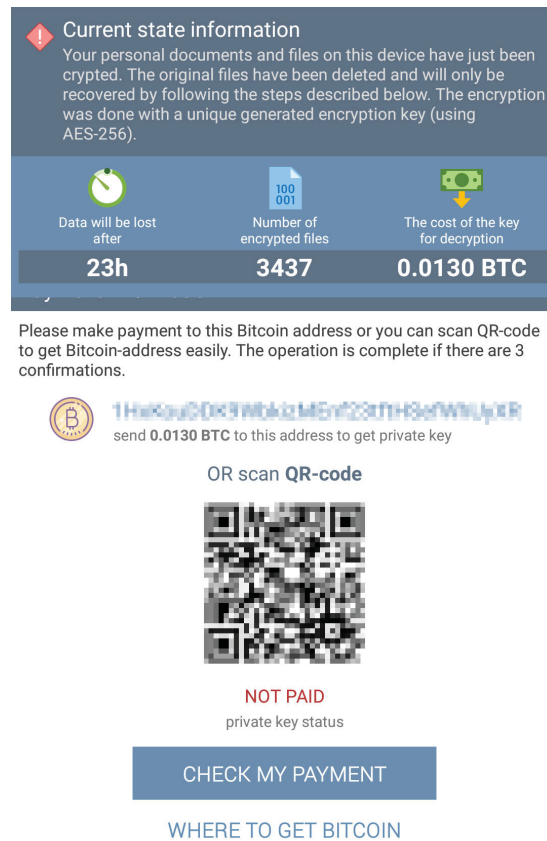 Current state information
Your personal documents and files on this device have just been
crypted. The original files have been deleted and will only be
recovered by following the steps described below. The encryption
was done with a unique generated encryption key (using
AES-256).
100
001
Data will be lost
after
Number of
encrypted files
The cost of the key
for decryption
23h
3437
0.0130 BTC
Please make payment to this Bitcoin address or you can scan QR-code
to get Bitcoin-address easily. The operation is complete if there are 3
confirmations.
send 0.0130 BTC to this address to get private key
OR scan QR-code
NOT PAID
private key status
CHECK MY PAYMENT
WHERE TO GET BITCOIN